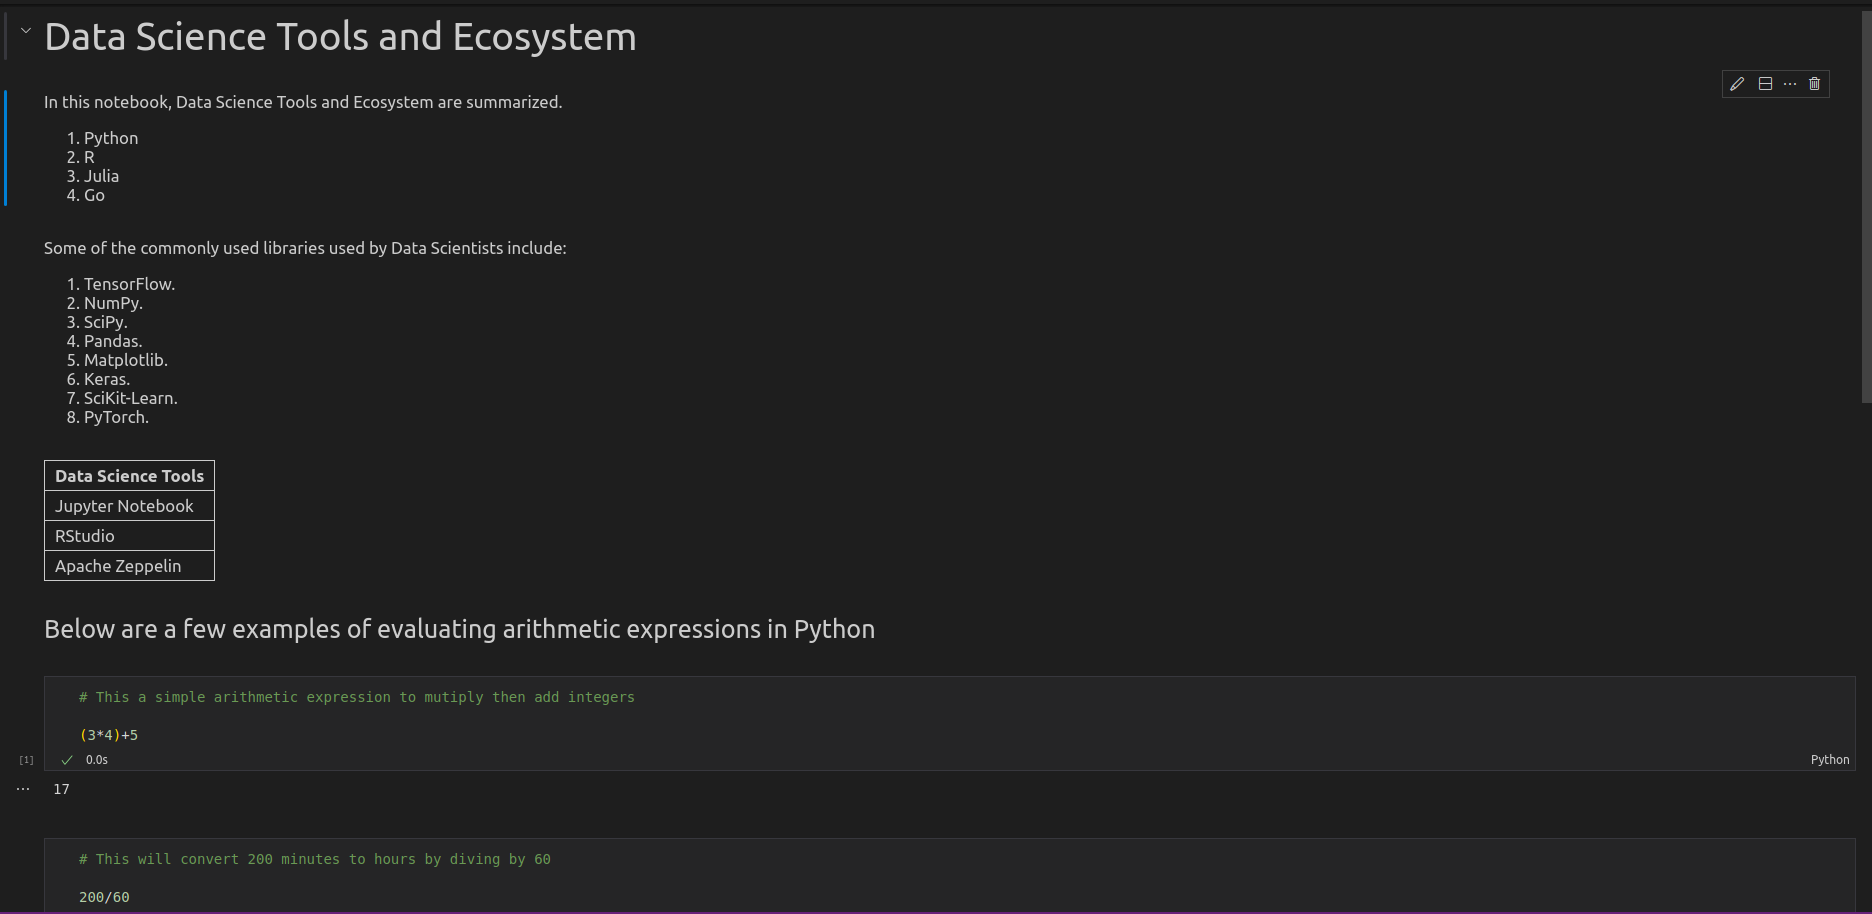 Data Science Tools and Ecosystem
In this notebook, Data Science Tools and Ecosystem are summarized.
1. Python
2. R
3. Julia
4. Go
Some of the commonly used libraries used by Data Scientists include:
1. TensorFlow.
2. NumPy.
3. SciPy.
4. Pandas.
5. Matplotlib.
6. Keras.
7. SciKit-Learn.
8. PyTorch.
Data Science Tools
Jupyter Notebook
RStudio
Apache Zeppelin
Below are a few examples of evaluating arithmetic expressions in Python
# This a simple arithmetic expression to mutiply then add integers
(3*4)+5
[1] 0.0s Python
17
# This will convert 200 minutes to hours by diving by 60
200/60